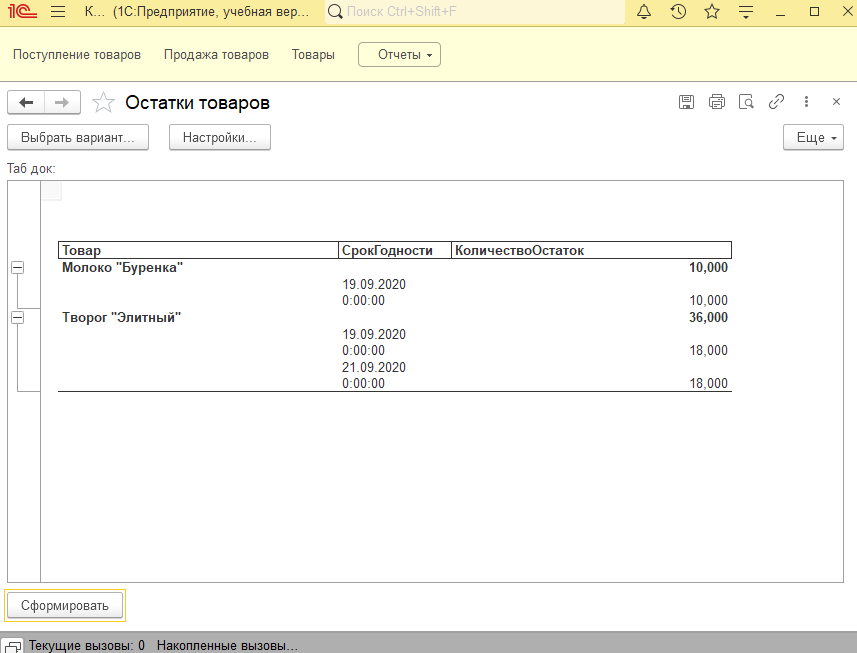 1С К... (1С:Предприятие, учебная вер... Поиск Ctrl+Shift+F
Поступление товаров Продажа товаров Товары Отчеты
Остатки товаров
Выбрать вариант... Настройки... Еще
Таб док:
Товар СрокГодности КоличествоОстаток
Молоко "Буренка" 10,000
19.09.2020
0:00:00 10,000
Творог "Элитный" 36,000
19.09.2020
0:00:00 18,000
21.09.2020
0:00:00 18,000
Сформировать
Текущие вызовы: 0 Накопленные вызовы...